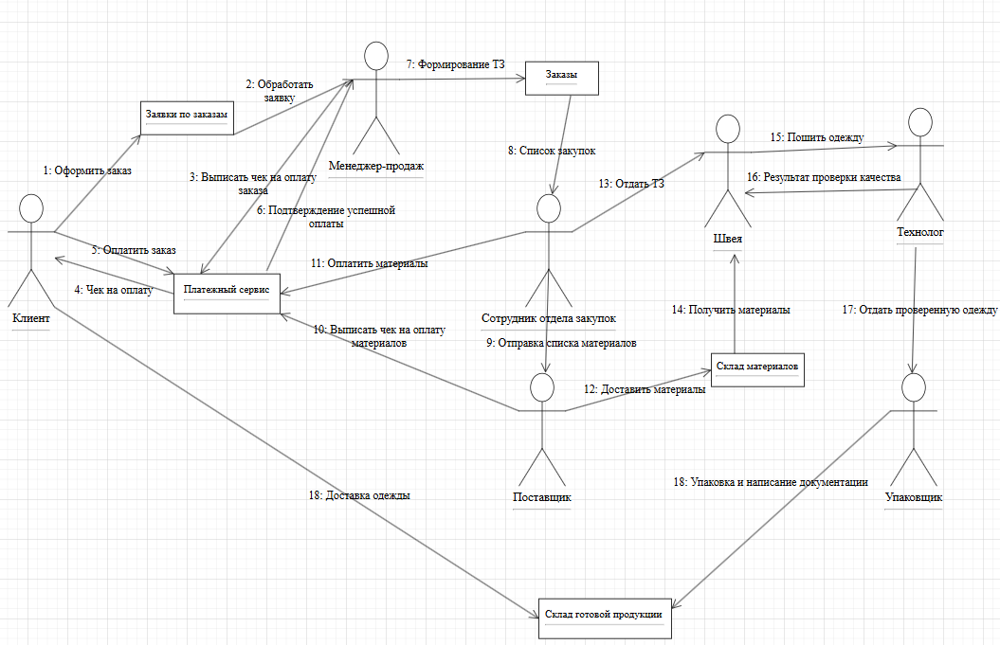 7: Формирование ТЗ
Заказы
2: Обработать
заявку
Заявки по заказам
15: Пошить одежду
8: Список закупок
Менеджер-продаж
1: Оформить заказ
3: Выписать чек на оплату
заказа
16: Результат проверки качества
13: Отдать ТЗ
6: Подтверждение успешной
оплаты
Технолог
Швея
5: Оплатить заказ
11: Оплатить материалы
4: Чек на оплату
Платежный сервис
14: Получить материалы
17: Отдать проверенную одежду
Клиент
Сотрудник отдела закупок
10: Выписать чек на оплату
материалов
9: Отправка списка материалов
Склад материалов
12: Доставить материалы
18: Упаковка и написание документации
18: Доставка одежды
Поставщик
Упаковщик
Склад готовой продукции